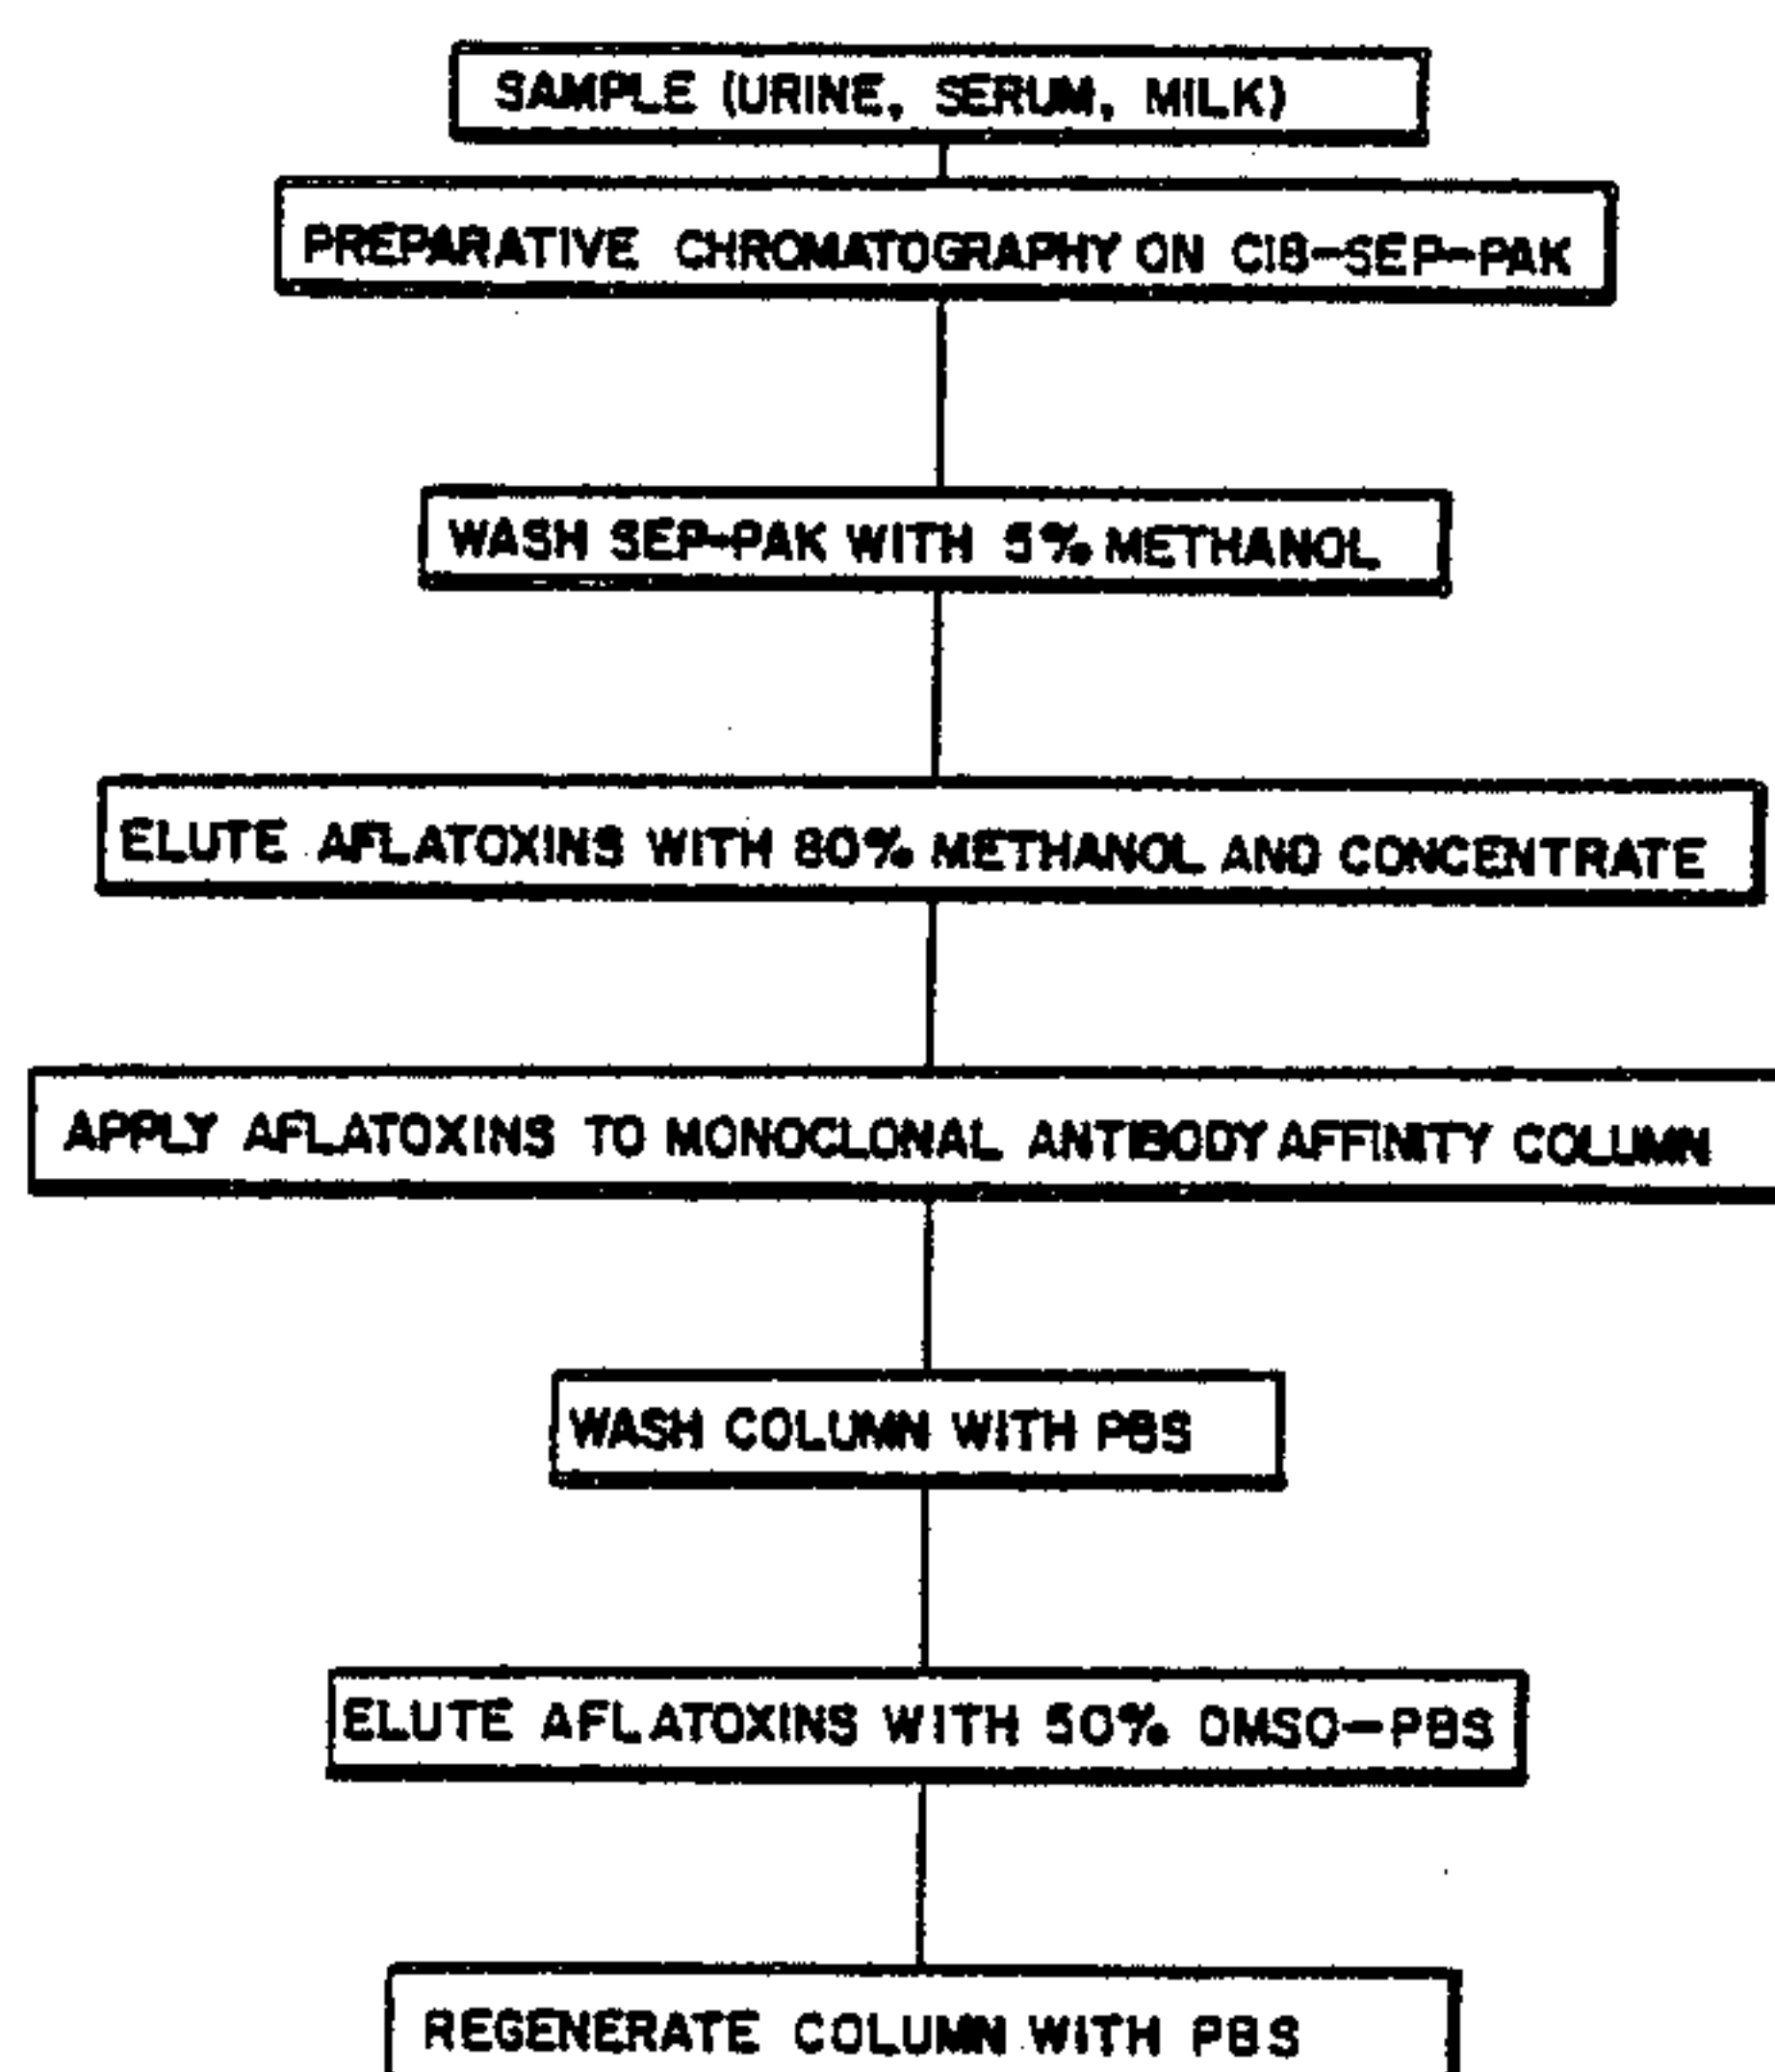 SAMPLE (URINE, SERUM, MILK)
PREPARATIVE CHROMATOGRAPHY ON C18-SEP-PAK
WASH SEP-PAK WITH 5% METHANOL
ELUTE AFLATOXINS WITH 80% METHANOL AND CONCENTRATE
APPLY AFLATOXINS TO MONOCLONAL ANTIBODY AFFINITY COLUMN
WASH COLUMN WITH PBS
ELUTE AFLATOXINS WITH 50% DMSO-PBS
REGENERATE COLUMN WITH PBS